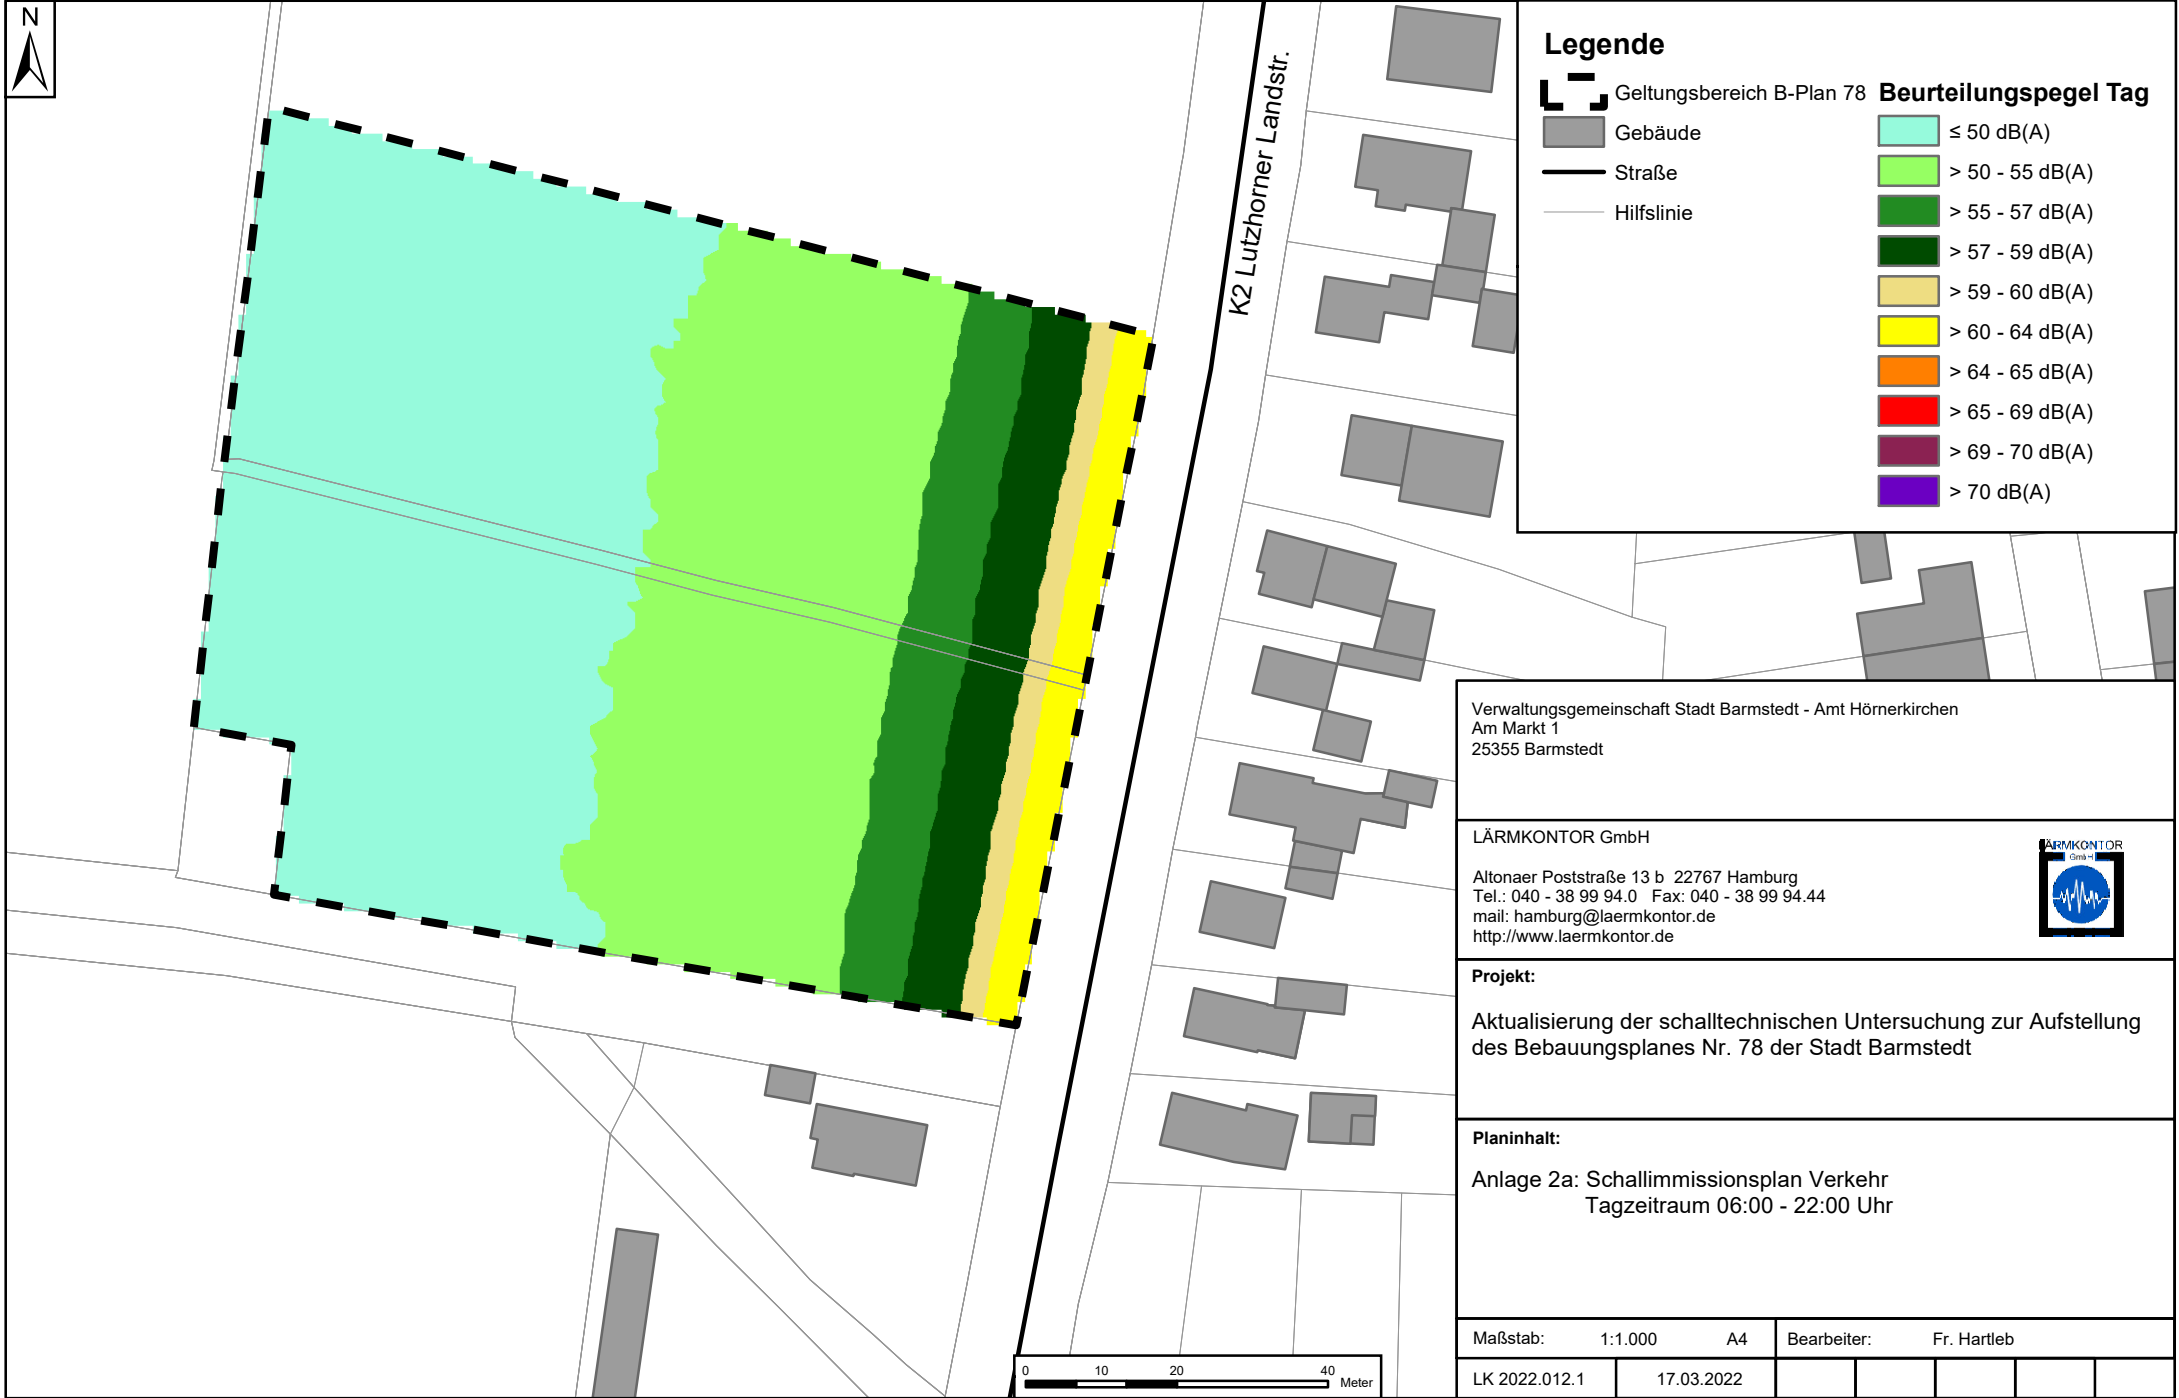 N
K2 Lutzhorner Landstr.
Legende
Geltungsbereich B-Plan 78
Gebäude
Straße
Hilfslinie
Beurteilungspegel Tag
≤ 50 dB(A)
> 50 - 55 dB(A)
> 55 - 57 dB(A)
> 57 - 59 dB(A)
> 59 - 60 dB(A)
> 60 - 64 dB(A)
> 64 - 65 dB(A)
> 65 - 69 dB(A)
> 69 - 70 dB(A)
> 70 dB(A)
Verwaltungsgemeinschaft Stadt Barmstedt - Amt Hörnerkirchen
Am Markt 1
25355 Barmstedt
LÄRMKONTOR GmbH
Altonaer Poststraße 13 b 22767 Hamburg
Tel.: 040 - 38 99 94.0 Fax: 040 - 38 99 94.44
mail: hamburg@laermkontor.de
http://www.laermkontor.de
LÄRMKONTOR
GmbH
Projekt:
Aktualisierung der schalltechnischen Untersuchung zur Aufstellung
des Bebauungsplanes Nr. 78 der Stadt Barmstedt
Planinhalt:
Anlage 2a: Schallimmissionsplan Verkehr
Tagzeitraum 06:00 - 22:00 Uhr
Maßstab: 1:1.000 A4
Bearbeiter: Fr. Hartleb
LK 2022.012.1
17.03.2022
0 10 20 40
Meter